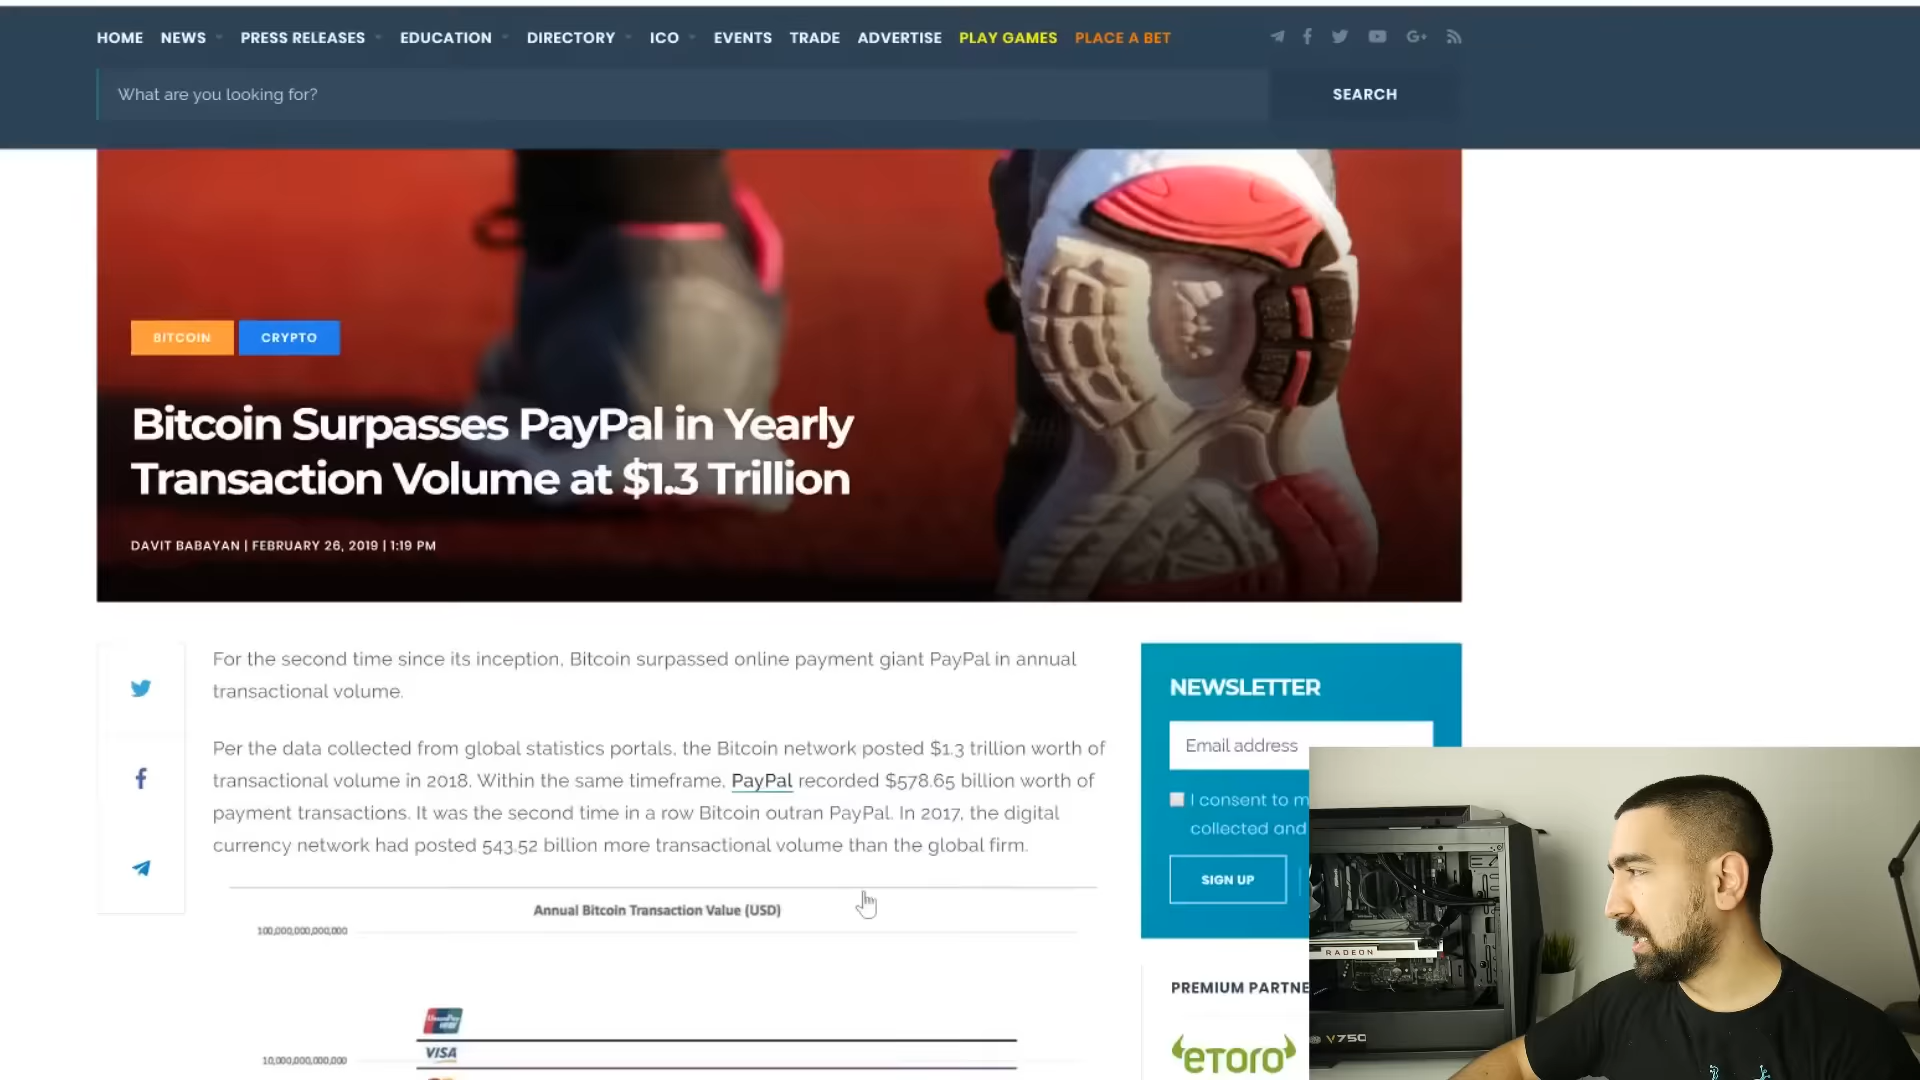 HOME NEWS PRESS RELEASES EDUCATION DIRECTORY ICO EVENTS TRADE ADVERTISE PLAY GAMES PLACE A BET
What are you looking for? SEARCH
BITCOIN CRYPTO
Bitcoin Surpasses PayPal in Yearly
Transaction Volume at $1.3 Trillion
DAVIT BABAYAN | FEBRUARY 26, 2019 | 1:19 PM
For the second time since its inception, Bitcoin surpassed online payment giant PayPal in annual
transactional volume.
Per the data collected from global statistics portals, the Bitcoin network posted $1.3 trillion worth of
transactional volume in 2018. Within the same timeframe, PayPal recorded $578.65 billion worth of
payment transactions. It was the second time in a row Bitcoin outran PayPal. In 2017, the digital
currency network had posted 543.52 billion more transactional volume than the global firm.
Annual Bitcoin Transaction Value (USD)
100,000,000,000,000
UnionPay
VISA
10,000,000,000,000
NEWSLETTER
Email address
I consent to m
collected and
SIGN UP
PREMIUM PARTNE
eToro
RADEON
V750